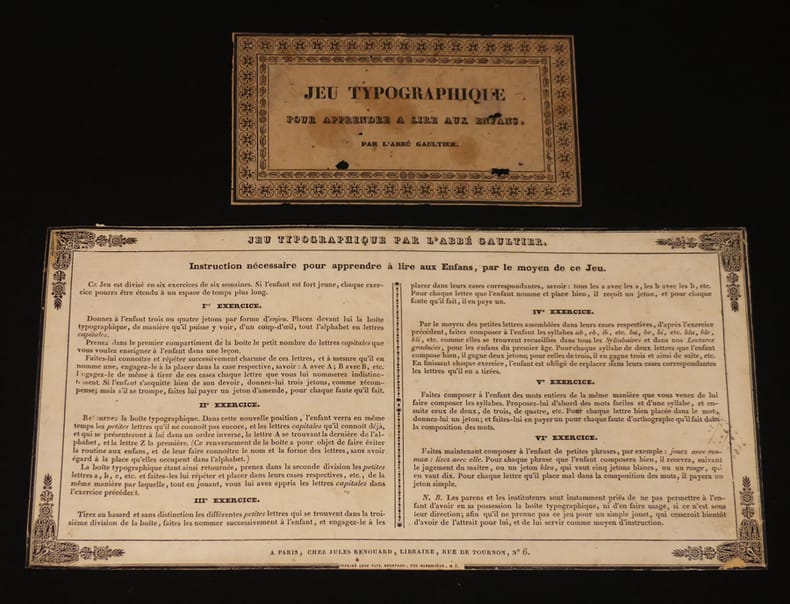 JEU TYPOGRAPHIQUE
POUR APPRENDRE A LIRE AUX ENFANS.
PAR L'ABBÉ GAULTIER.
JEU TYPOGRAPHIQUE PAR L'ABBÉ GAULTIER.
Instruction nécessaire pour apprendre à lire aux Enfans, par le moyen de ce Jeu.
Ce Jeu est divisé en six exercices de six semaines. Si l'enfant est fort jeune, chaque exer-
cice pourra être étendu à un espace de temps plus long.
Ier EXERCICE.
Donnez à l'enfant trois ou quatre jetons par forme d'enjeu. Placez devant lui la boîte
typographique, de manière qu'il puisse y voir, d'un coup-d'œil, tout l'alphabet en lettres
capitales.
Prenez dans le premier compartiment de la boîte le petit nombre de lettres capitales que
vous voulez enseigner à l'enfant dans une leçon.
Faites-lui connoître et répéter successivement chacune de ces lettres, et à mesure qu'il en
nomme une, engagez-le à la placer dans la case respective, savoir : A avec A; B avec B, etc.
Engagez-le de même à tirer de ces cases chaque lettre que vous lui nommerez indistinc-
tement. Si l'enfant s'acquitte bien de son devoir, donnez-lui trois jetons, comme récom-
pense; mais s'il se trompe, faites lui payer un jeton d'amende, pour chaque faute qu'il fait.
IIe EXERCICE.
Retournez la boîte typographique. Dans cette nouvelle position, l'enfant verra en même
temps les petites lettres qu'il ne connoît pas encore, et les lettres capitales qu'il connoît déjà,
et qui se présenteront à lui dans un ordre inverse, la lettre A se trouvant la dernière de l'al-
phabet, et la lettre Z la première. (Ce renversement de la boîte a pour objet de faire éviter
la routine aux enfans, et de leur faire connoître le nom et la forme des lettres, sans avoir
égard à la place qu'elles occupent dans l'alphabet.)
La boîte typographique étant ainsi retournée, prenez dans la seconde division les petites
lettres a, b, c, etc. et faites-les lui répéter et placer dans leurs cases respectives, etc., de la
même manière par laquelle, tout en jouant, vous lui avez appris les lettres capitales dans
l'exercice précédent.
IIIe EXERCICE.
Tirez au hasard et sans distinction les différentes petites lettres qui se trouvent dans la troi-
sième division de la boîte, faites les nommer successivement à l'enfant, et engagez-le à les
placer dans leurs cases correspondantes, savoir : tous les a avec les a, les b avec les b, etc.
Pour chaque lettre que l'enfant nomme et place bien, il reçoit un jeton, et pour chaque
faute qu'il fait, il en paye un.
IVe EXERCICE.
Par le moyen des petites lettres assemblées dans leurs cases respectives, d'après l'exercice
précédent, faites composer à l'enfant les syllabes ab, eb, ib, etc. ba, be, bi, etc. bla, ble,
bli, etc. comme elles se trouvent recueillies dans tous les Syllabaires et dans nos Lectures
graduées, pour les enfans du premier âge. Pour chaque syllabe de deux lettres que l'enfant
compose bien, il gagne deux jetons; pour celles de trois, il en gagne trois et ainsi de suite, etc.
En finissant chaque exercice, l'enfant est obligé de replacer dans leurs cases correspondantes
les lettres qu'il en a tirées.
Ve EXERCICE.
Faites composer à l'enfant des mots entiers de la même manière que vous venez de lui
faire composer les syllabes. Proposez-lui d'abord des mots faciles et d'une syllabe, et en-
suite ceux de deux, de trois, de quatre, etc. Pour chaque lettre bien placée dans le mot,
donnez-lui un jeton; et faites-lui en payer un pour chaque faute d'orthographe qu'il fait dans
la composition des mots.
VIe EXERCICE.
Faites maintenant composer à l'enfant de petites phrases, par exemple : jouez avec ma-
man : lisez avec elle. Pour chaque phrase que l'enfant composera bien, il recevra, suivant
le jugement du maître, ou un jeton bleu, qui vaut cinq jetons blancs, ou un rouge, qui
en vaut dix. Pour chaque lettre qu'il place mal dans la composition des mots, il payera un
jeton simple.
N. B. Les parens et les instituteurs sont instamment priés de ne pas permettre à l'en-
fant d'avoir en sa possession la boîte typographique, ni d'en faire usage, si ce n'est sous
leur direction; afin qu'il ne prenne pas ce jeu pour un simple jouet, qui cesseroit bientôt
d'avoir de l'attrait pour lui, et de lui servir comme moyen d'instruction.
A PARIS, CHEZ JULES RENOUARD, LIBRAIRE, RUE DE TOURNON, No 6.